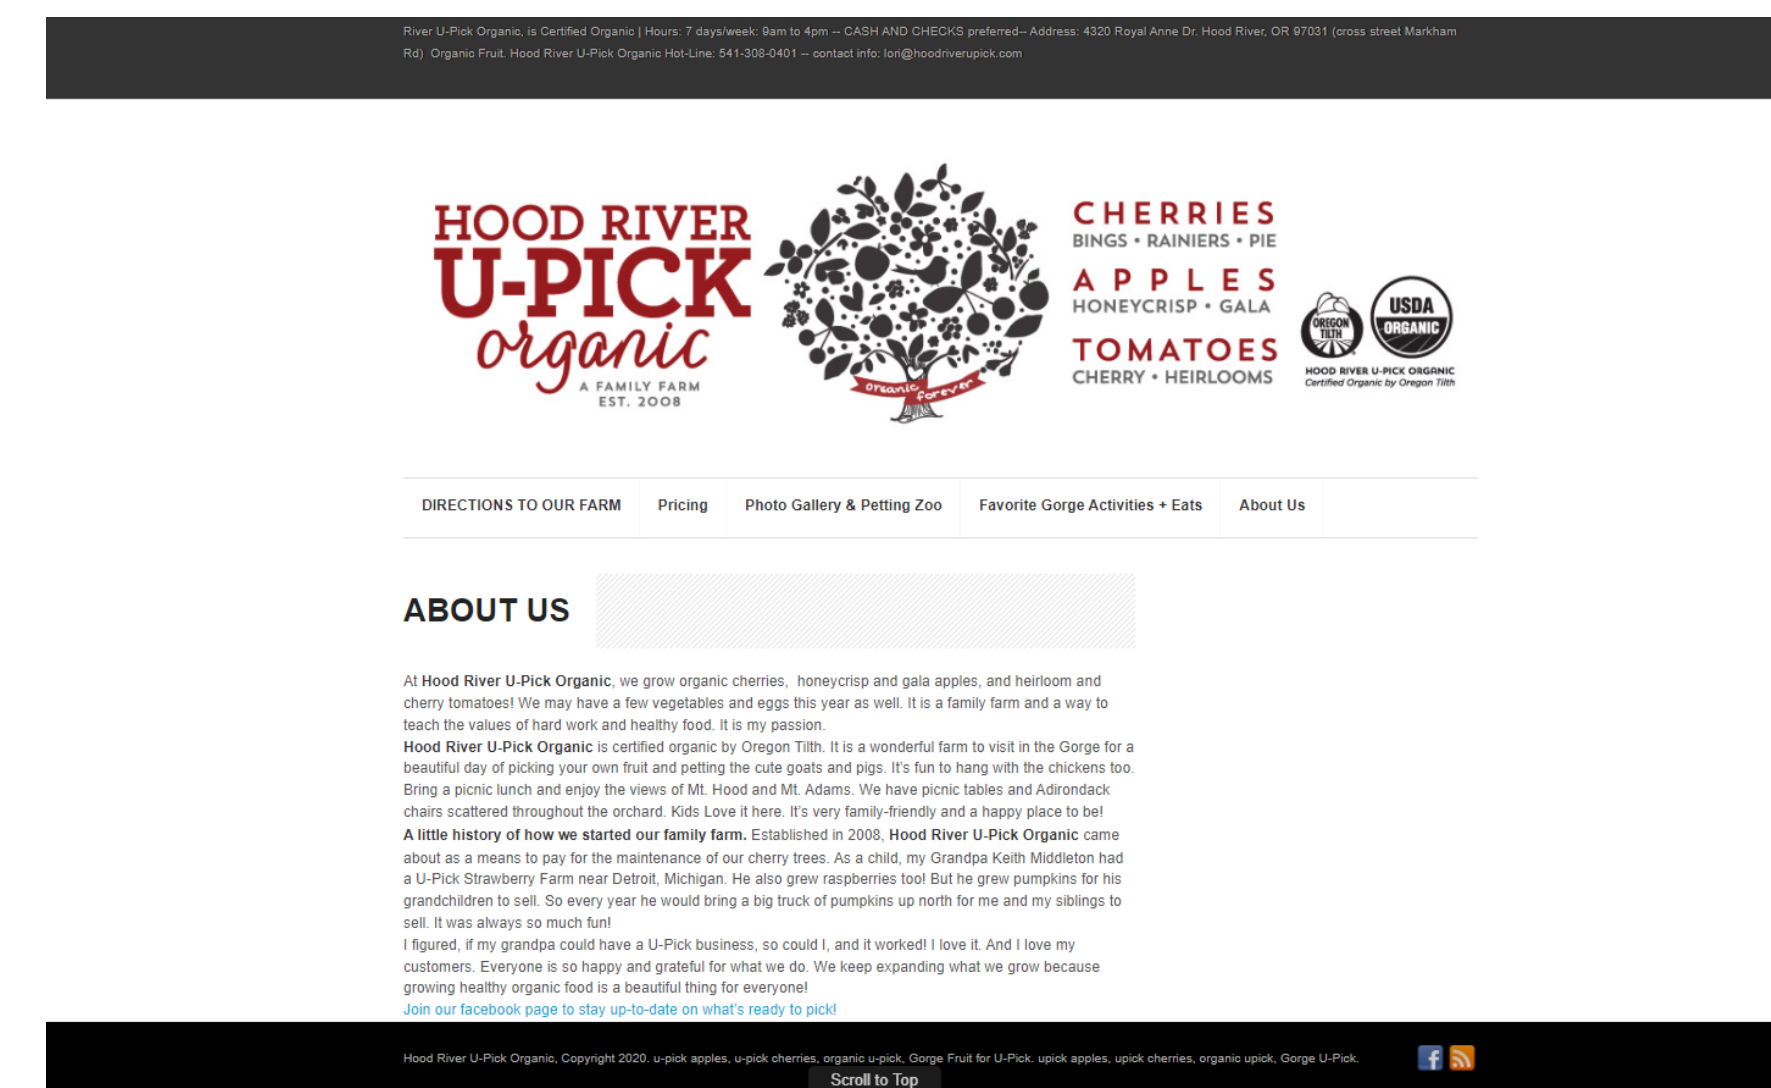 River U-Pick Organic, is Certified Organic | Hours: 7 days/week: 9am to 4pm -- CASH AND CHECKS preferred-- Address: 4320 Royal Anne Dr. Hood River, OR 97031 (cross street Markham
Rd)  Organic Fruit. Hood River U-Pick Organic Hot-Line: 541-308-0401 -- contact info: lori@hoodriverupick.com
HOOD RIVER
U-PICK
organic
A FAMILY FARM
EST. 2008
organic forever
CHERRIES
BINGS • RAINIERS • PIE
APPLES
HONEYCRISP • GALA
TOMATOES
CHERRY • HEIRLOOMS
OREGON
TILTH
USDA
ORGANIC
HOOD RIVER U-PICK ORGANIC
Certified Organic by Oregon Tilth
DIRECTIONS TO OUR FARM
Pricing
Photo Gallery & Petting Zoo
Favorite Gorge Activities + Eats
About Us
ABOUT US
At Hood River U-Pick Organic, we grow organic cherries,  honeycrisp and gala apples, and heirloom and
cherry tomatoes! We may have a few vegetables and eggs this year as well. It is a family farm and a way to
teach the values of hard work and healthy food. It is my passion.
Hood River U-Pick Organic is certified organic by Oregon Tilth. It is a wonderful farm to visit in the Gorge for a
beautiful day of picking your own fruit and petting the cute goats and pigs. It's fun to hang with the chickens too.
Bring a picnic lunch and enjoy the views of Mt. Hood and Mt. Adams. We have picnic tables and Adirondack
chairs scattered throughout the orchard. Kids Love it here. It's very family-friendly and a happy place to be!
A little history of how we started our family farm. Established in 2008, Hood River U-Pick Organic came
about as a means to pay for the maintenance of our cherry trees. As a child, my Grandpa Keith Middleton had
a U-Pick Strawberry Farm near Detroit, Michigan. He also grew raspberries too! But he grew pumpkins for his
grandchildren to sell. So every year he would bring a big truck of pumpkins up north for me and my siblings to
sell. It was always so much fun!
I figured, if my grandpa could have a U-Pick business, so could I, and it worked! I love it. And I love my
customers. Everyone is so happy and grateful for what we do. We keep expanding what we grow because
growing healthy organic food is a beautiful thing for everyone!
Join our facebook page to stay up-to-date on what's ready to pick!
Hood River U-Pick Organic, Copyright 2020. u-pick apples, u-pick cherries, organic u-pick, Gorge Fruit for U-Pick. upick apples, upick cherries, organic upick, Gorge U-Pick.
Scroll to Top